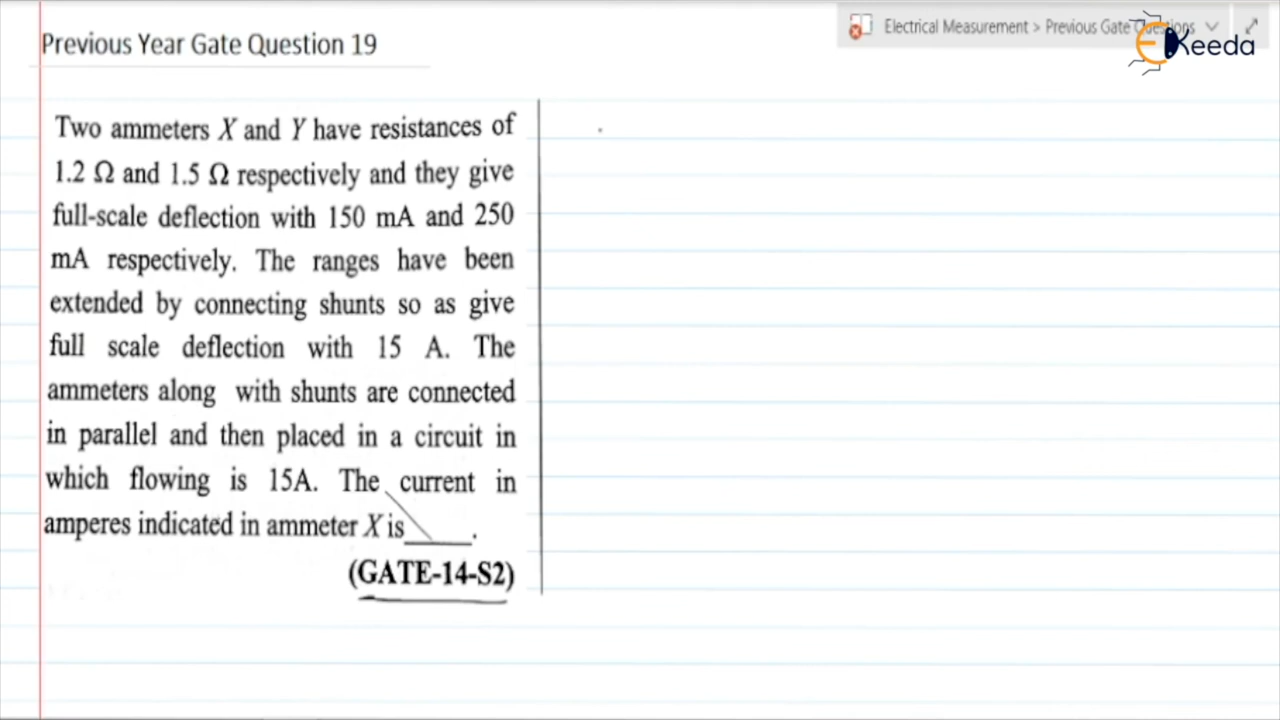 Previous Year Gate Question 19
Electrical Measurement > Previous Gate Questions
Keeda
Two ammeters X and Y have resistances of
1.2 Ω and 1.5 Ω respectively and they give
full-scale deflection with 150 mA and 250
mA respectively. The ranges have been
extended by connecting shunts so as give
full scale deflection with 15 A. The
ammeters along with shunts are connected
in parallel and then placed in a circuit in
which flowing is 15A. The current in
amperes indicated in ammeter X is_____.
(GATE-14-S2)